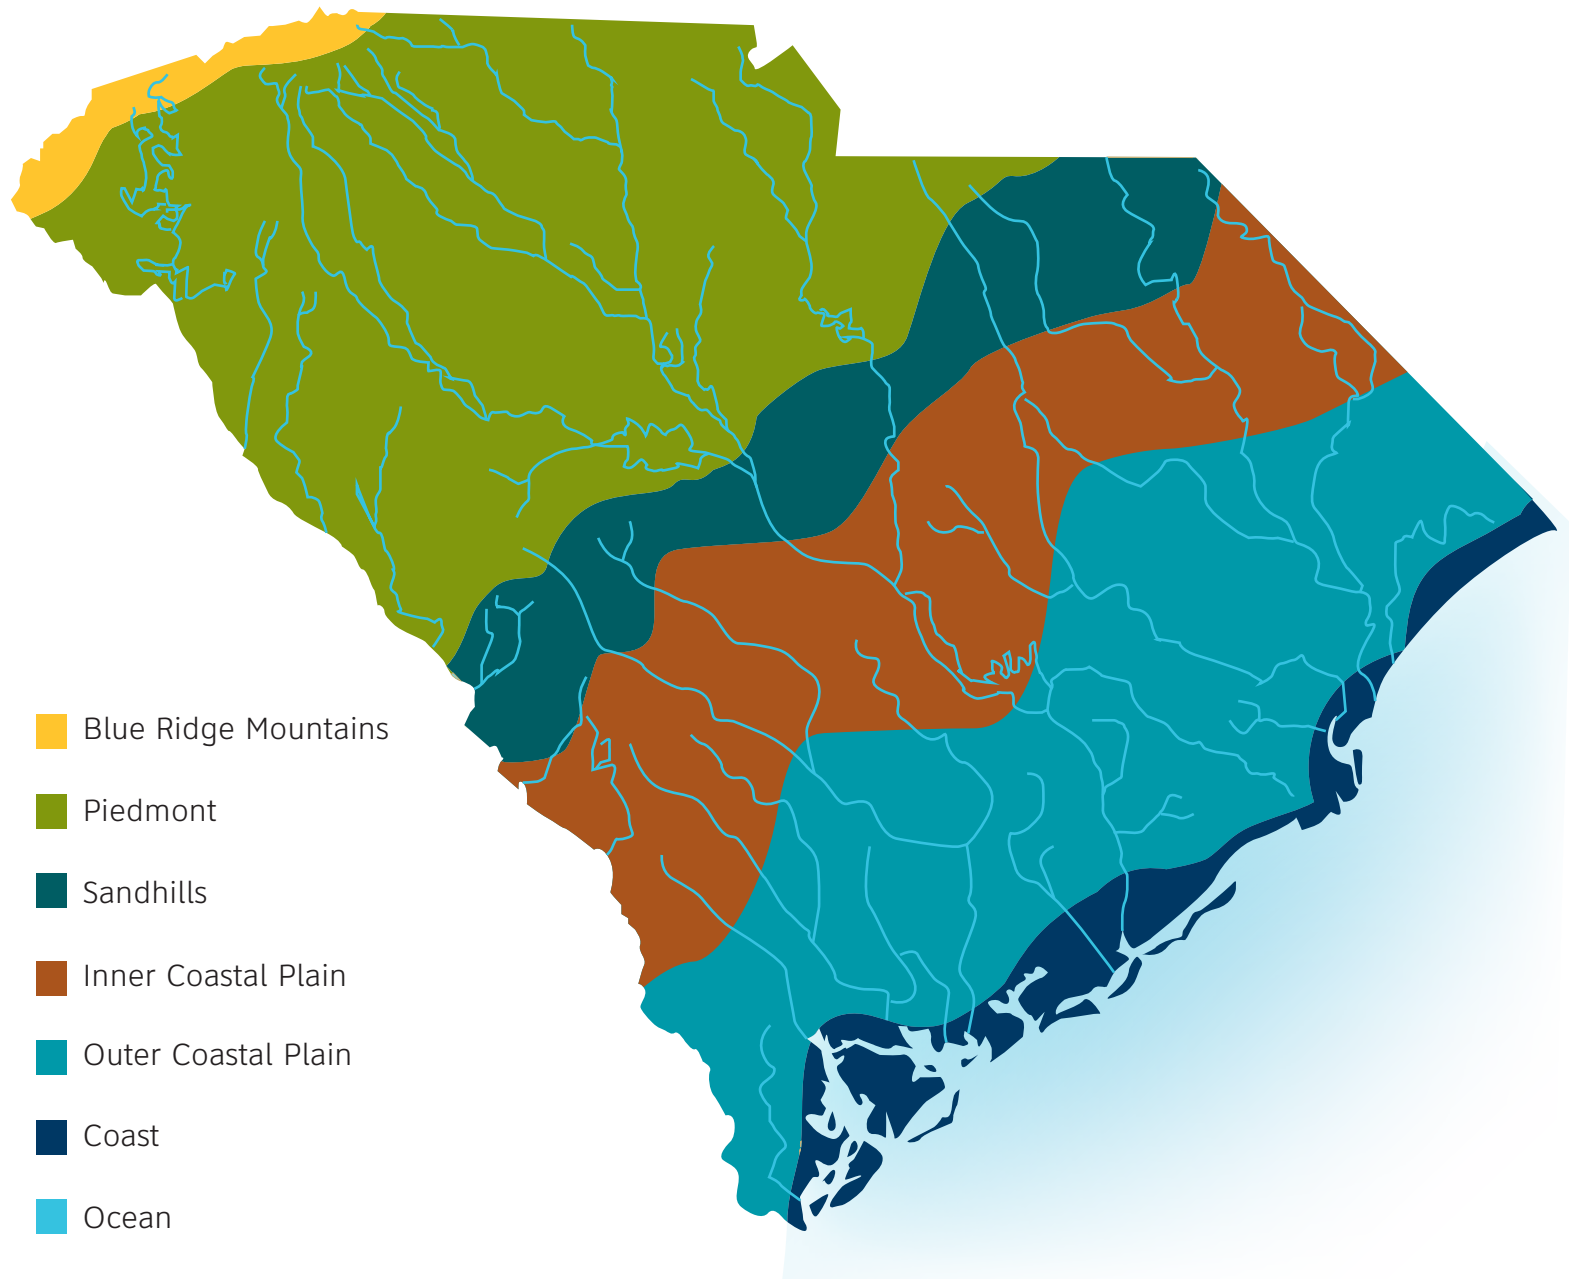 Blue Ridge Mountains
Piedmont
Sandhills
Inner Coastal Plain
Outer Coastal Plain
Coast
Ocean